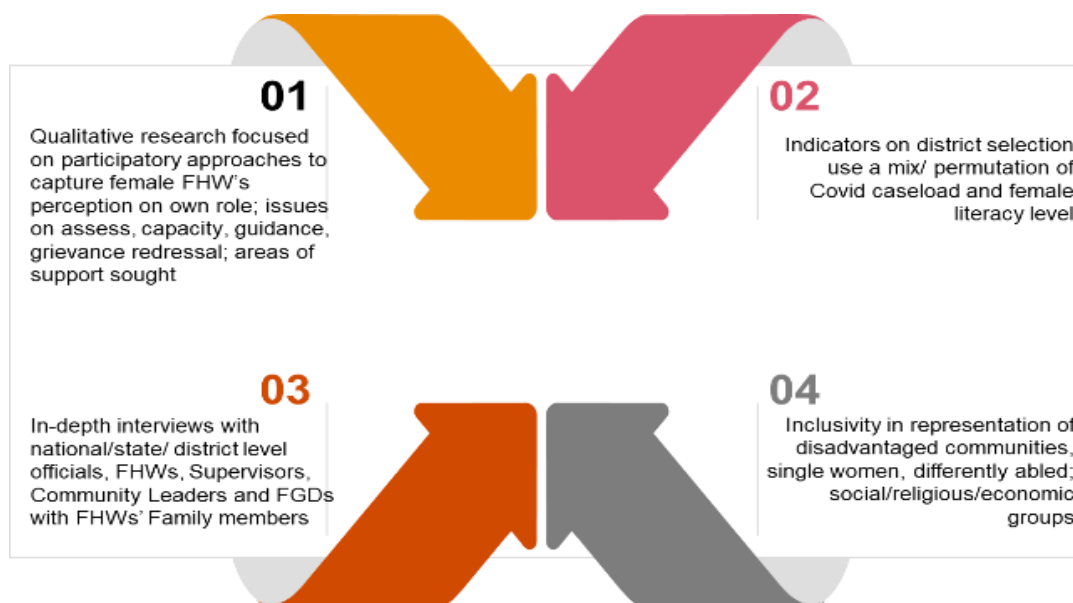 01
Qualitative research focused
on participatory approaches to
capture female FHW's
perception on own role; issues
on assess, capacity, guidance,
grievance redressal; areas of
support sought
02
Indicators on district selection
use a mix/ permutation of
Covid caseload and female
literacy level
03
In-depth interviews with
national/state/ district level
officials, FHWs, Supervisors,
Community Leaders and FGDs
with FHWs' Family members
04
Inclusivity in representation of
disadvantaged communities,
single women, differently abled;
social/religious/economic
groups